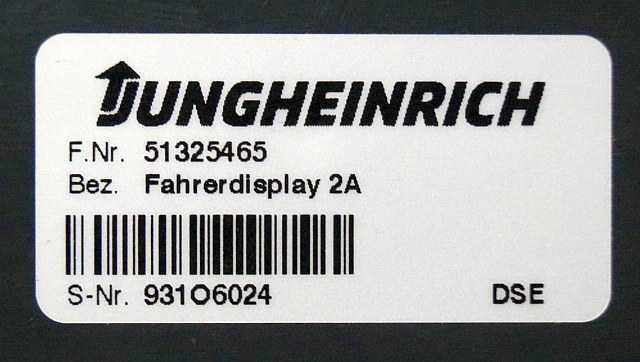 JUNGHEINRICH
F.Nr. 51325465
Bez. Fahrerdisplay 2A
S-Nr. 931O6024 DSE